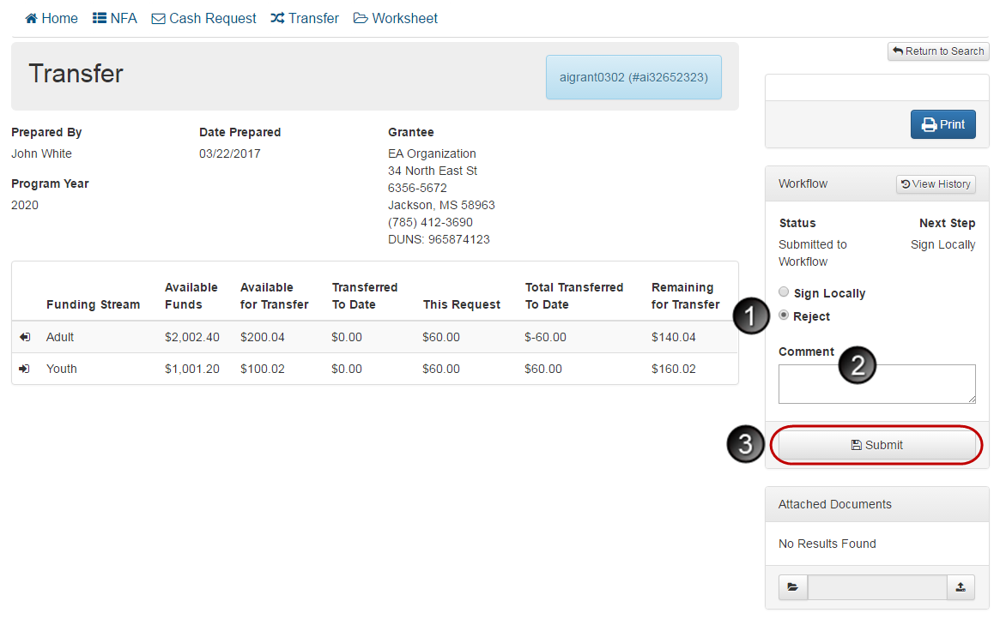 Home NFA Cash Request Transfer Worksheet
Return to Search
Transfer
aigrant0302 (#ai32652323)
Print
Prepared By
John White
Program Year
2020
Date Prepared
03/22/2017
Grantee
EA Organization
34 North East St
6356-5672
Jackson, MS 58963
(785) 412-3690
DUNS: 965874123
Funding Stream Available Funds Available for Transfer Transferred To Date This Request Total Transferred To Date Remaining for Transfer
Adult $2,002.40 $200.04 $0.00 $60.00 $-60.00 $140.04
Youth $1,001.20 $100.02 $0.00 $60.00 $60.00 $160.02
Workflow View History
Status Next Step
Submitted to Sign Locally
Workflow
Sign Locally
1 Reject
Comment 2
3 Submit
Attached Documents
No Results Found